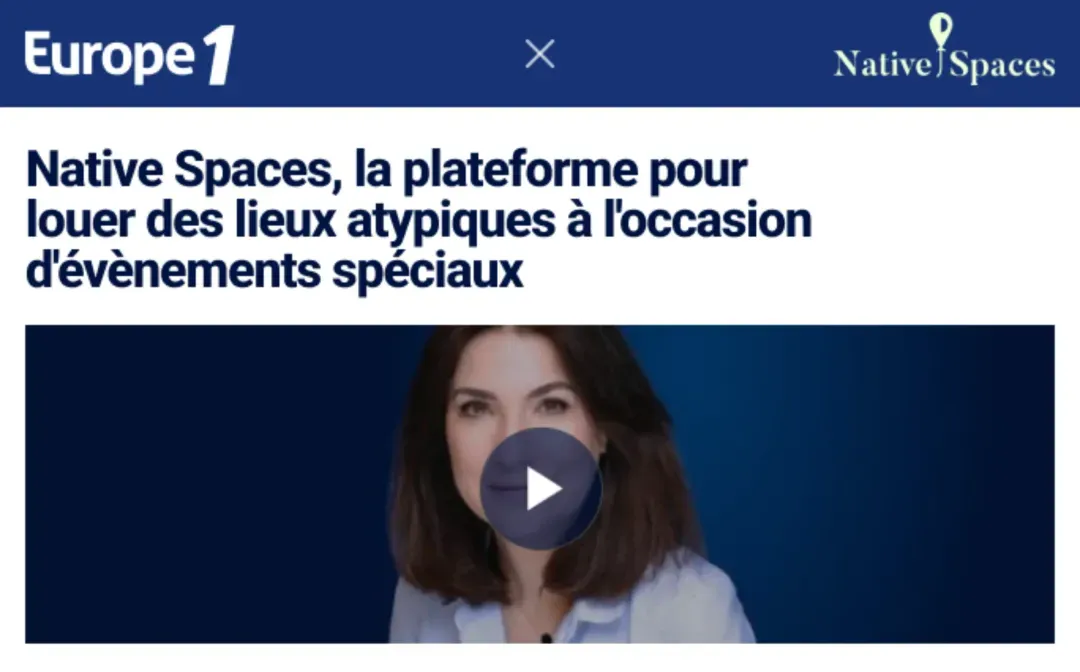 Europe 1
Native Spaces
Native Spaces, la plateforme pour
louer des lieux atypiques à l'occasion
d'évènements spéciaux